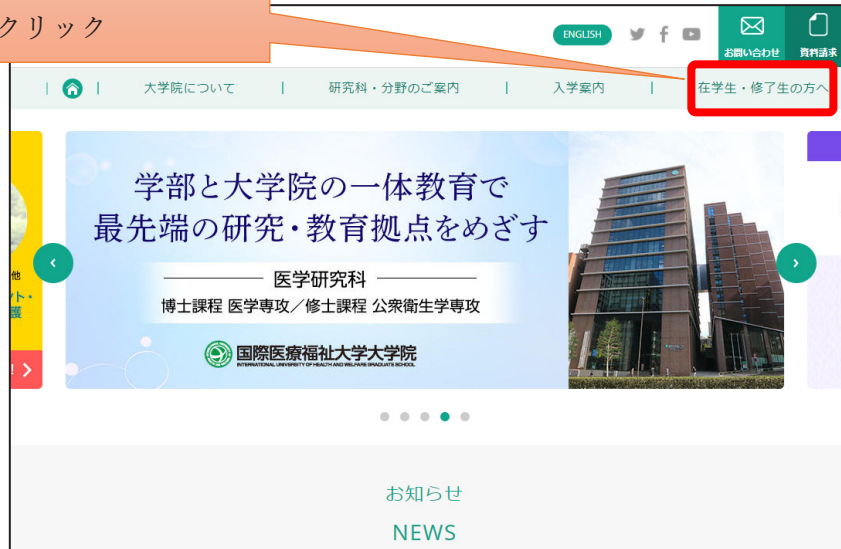 クリック
ENGLISH
お問い合わせ
資料請求
大学院について
研究科・分野のご案内
入学案内
在学生・修了生の方へ
学部と大学院の一体教育で
最先端の研究・教育拠点をめざす
医学研究科
博士課程 医学専攻／修士課程 公衆衛生学専攻
国際医療福祉大学大学院
INTERNATIONAL UNIVERSITY OF HEALTH AND WELFARE GRADUATE SCHOOL
他
ト・
護
!
お知らせ
NEWS